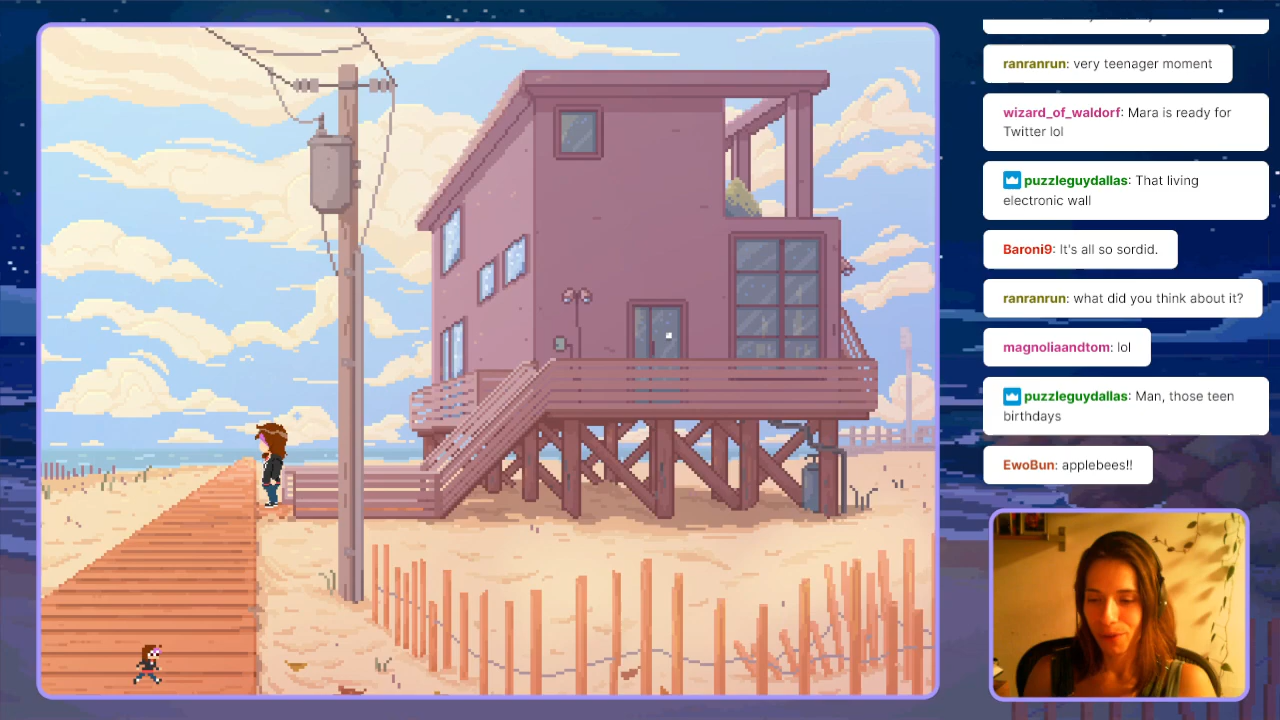 ranranrun: very teenager moment
wizard_of_waldorf: Mara is ready for
Twitter lol
puzzleguydallas: That living
electronic wall
Baroni9: It's all so sordid.
ranranrun: what did you think about it?
magnoliaandtom: lol
puzzleguydallas: Man, those teen
birthdays
EwoBun: applebees!!